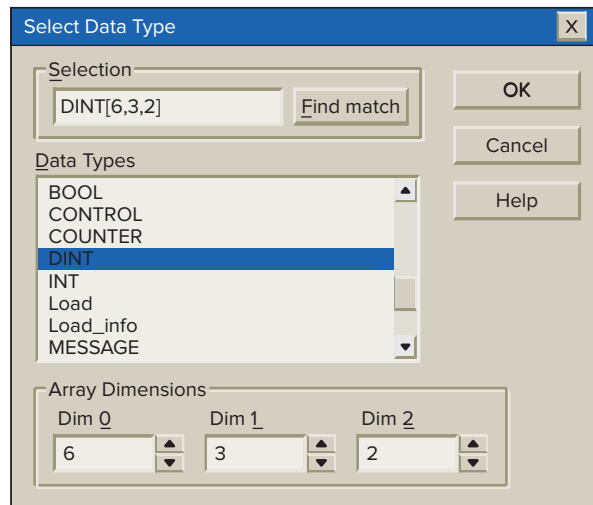 Select Data Type X
Selection
DINT[6,3,2] Find match
OK
Cancel
Help
Data Types
BOOL
CONTROL
COUNTER
DINT
INT
Load
Load_info
MESSAGE
Array Dimensions
Dim 0 Dim 1 Dim 2
6 3 2